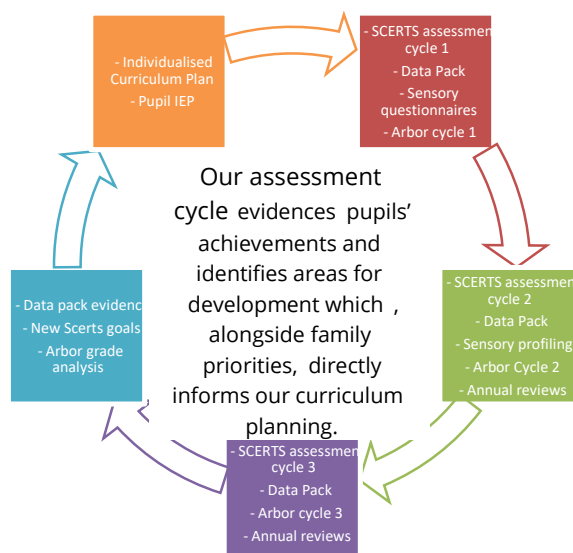 - Individualised
Curriculum Plan
- Pupil IEP
- SCERTS assessment
cycle 1
- Data Pack
- Sensory
questionnaires
- Arbor cycle 1
- SCERTS assessment
cycle 2
- Data Pack
- Sensory profiling
- Arbor Cycle 2
- Annual reviews
- SCERTS assessment
cycle 3
- Data Pack
- Arbor cycle 3
- Annual reviews
- Data pack evidenc
- New Scerts goals
- Arbor grade
analysis
Our assessment
cycle evidences pupils’
achievements and
identifies areas for
development which ,
alongside family
priorities, directly
informs our curriculum
planning.